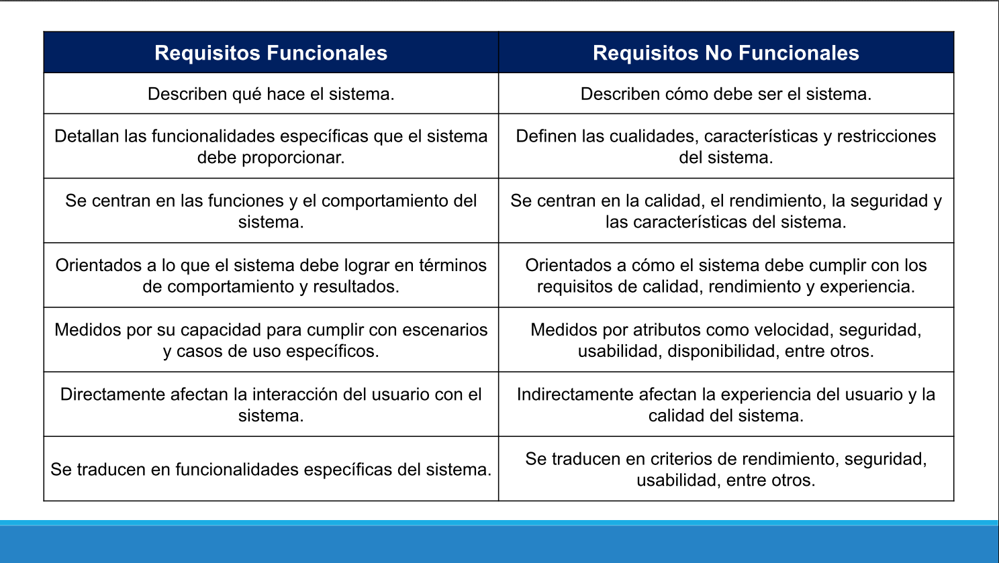 Requisitos Funcionales
Requisitos No Funcionales
Describen qué hace el sistema.
Describen cómo debe ser el sistema.
Detallan las funcionalidades específicas que el sistema
debe proporcionar.
Definen las cualidades, características y restricciones
del sistema.
Se centran en las funciones y el comportamiento del
sistema.
Se centran en la calidad, el rendimiento, la seguridad y
las características del sistema.
Orientados a lo que el sistema debe lograr en términos
de comportamiento y resultados.
Orientados a cómo el sistema debe cumplir con los
requisitos de calidad, rendimiento y experiencia.
Medidos por su capacidad para cumplir con escenarios
y casos de uso específicos.
Medidos por atributos como velocidad, seguridad,
usabilidad, disponibilidad, entre otros.
Directamente afectan la interacción del usuario con el
sistema.
Indirectamente afectan la experiencia del usuario y la
calidad del sistema.
Se traducen en funcionalidades específicas del sistema.
Se traducen en criterios de rendimiento, seguridad,
usabilidad, entre otros.